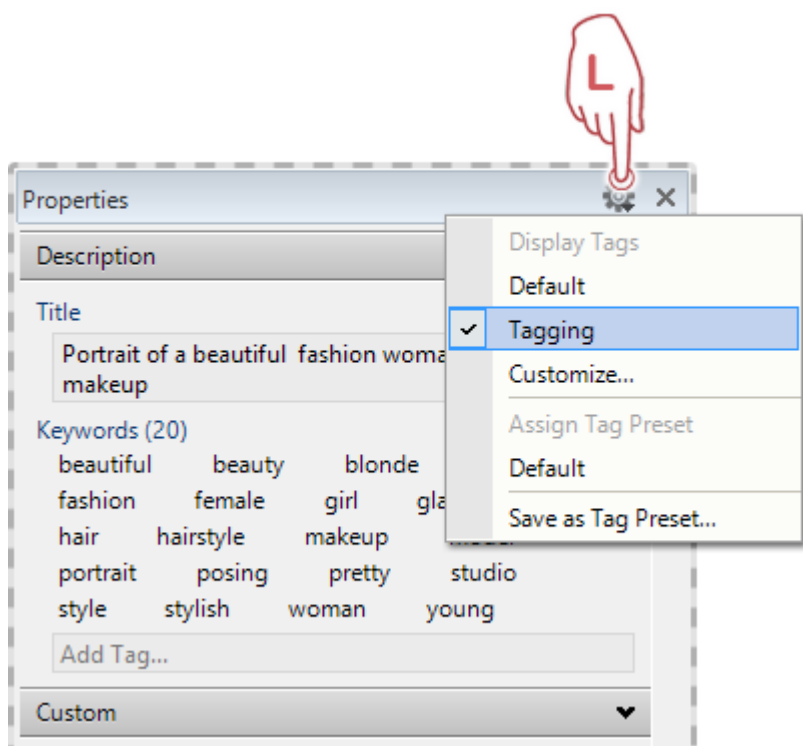 L
Properties
Description
Title
Portrait of a beautiful fashion
makeup
Keywords (20)
beautiful beauty blonde
fashion female girl
hair hairstyle makeup
portrait posing pretty studio
style stylish woman young
Add Tag...
Custom
Display Tags
Default
Tagging
Customize...
Assign Tag Preset
Default
Save as Tag Preset...